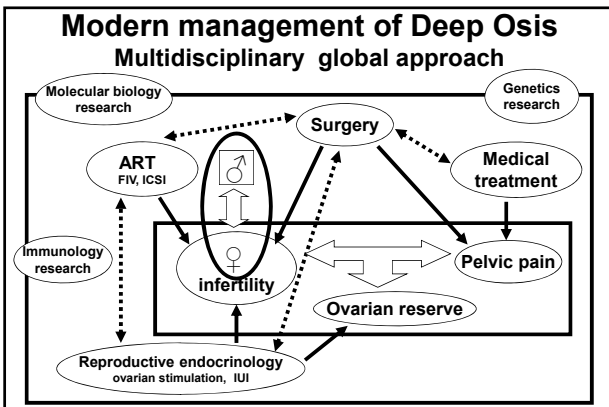 Modern management of Deep Osis
Multidisciplinary global approach
Molecular biology
research
Genetics
research
Surgery
ART
FIV, ICSI
♂
Medical
treatment
Immunology
research
♀
infertility
Pelvic pain
Ovarian reserve
Reproductive endocrinology
ovarian stimulation, IUI